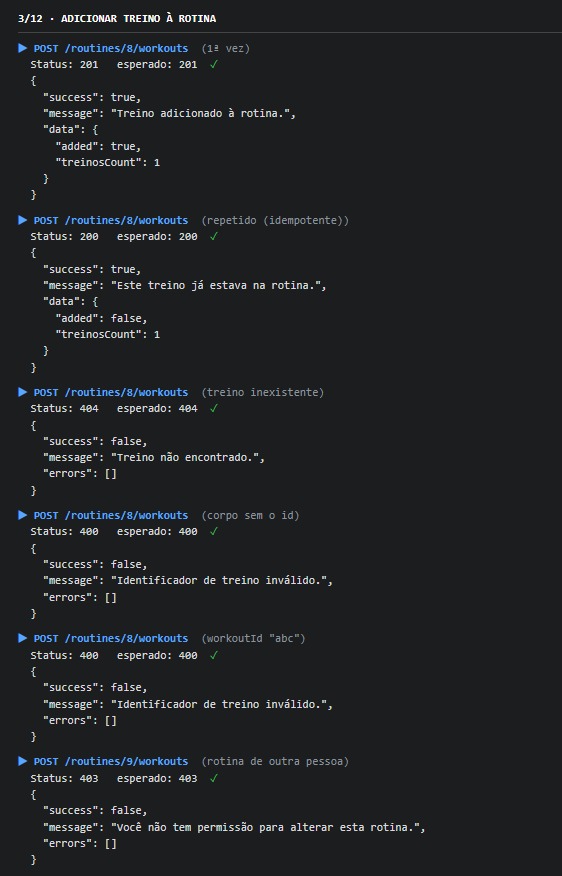 3/12 · ADICIONAR TREINO À ROTINA
▶ POST /routines/8/workouts (1ª vez)
Status: 201 esperado: 201 ✓
{
"success": true,
"message": "Treino adicionado à rotina.",
"data": {
"added": true,
"treinosCount": 1
}
}
▶ POST /routines/8/workouts (repetido (idempotente))
Status: 200 esperado: 200 ✓
{
"success": true,
"message": "Este treino já estava na rotina.",
"data": {
"added": false,
"treinosCount": 1
}
}
▶ POST /routines/8/workouts (treino inexistente)
Status: 404 esperado: 404 ✓
{
"success": false,
"message": "Treino não encontrado.",
"errors": []
}
▶ POST /routines/8/workouts (corpo sem o id)
Status: 400 esperado: 400 ✓
{
"success": false,
"message": "Identificador de treino inválido.",
"errors": []
}
▶ POST /routines/8/workouts (workoutId "abc")
Status: 400 esperado: 400 ✓
{
"success": false,
"message": "Identificador de treino inválido.",
"errors": []
}
▶ POST /routines/9/workouts (rotina de outra pessoa)
Status: 403 esperado: 403 ✓
{
"success": false,
"message": "Você não tem permissão para alterar esta rotina.",
"errors": []
}